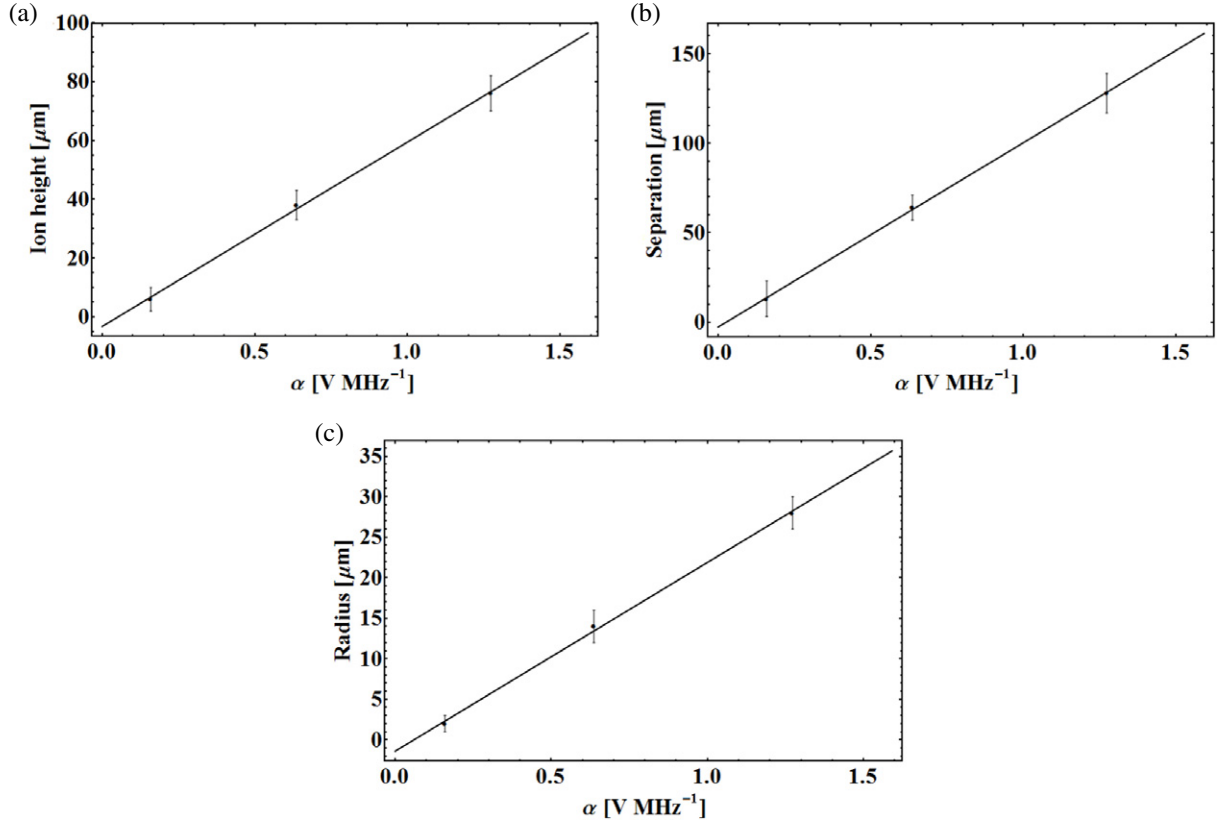 (a)
100
80
60
40
20
0
Ion height [μm]
0.0 0.5 1.0 1.5
α [V MHz⁻¹]
(b)
150
100
50
0
Separation [μm]
0.0 0.5 1.0 1.5
α [V MHz⁻¹]
(c)
35
30
25
20
15
10
5
0
Radius [μm]
0.0 0.5 1.0 1.5
α [V MHz⁻¹]